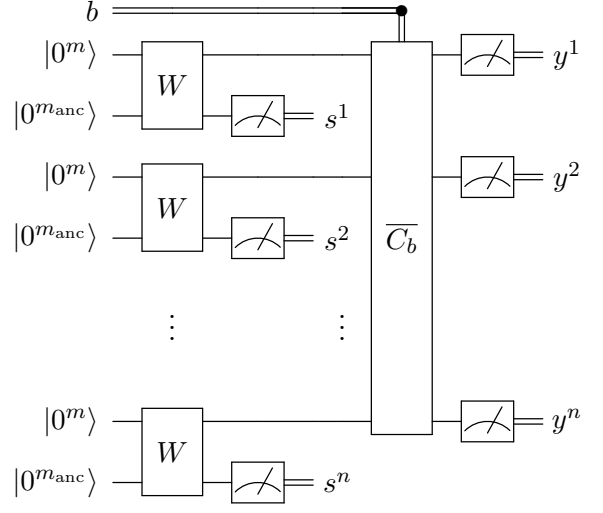 b
|0^m⟩ W y^1
|0^{m_anc}⟩ s^1
|0^m⟩ W y^2
|0^{m_anc}⟩ s^2
\overline{C_b}
⋮ ⋮
|0^m⟩ W y^n
|0^{m_anc}⟩ s^n